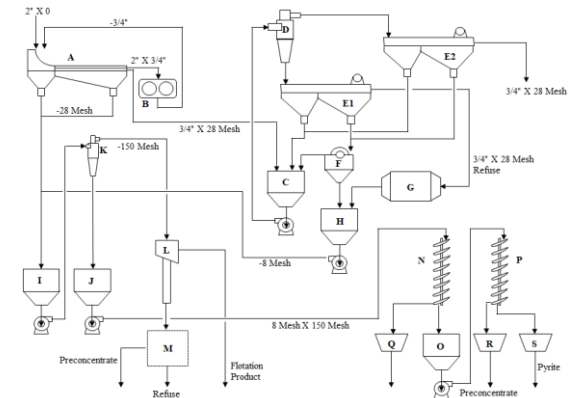 2" X 0
-3/4"
A
2" X 3/4"
B
-28 Mesh
3/4" X 28 Mesh
D
E2
3/4" X 28 Mesh
E1
K
-150 Mesh
C
F
G
3/4" X 28 Mesh
Refuse
H
-8 Mesh
I
J
L
N
P
8 Mesh X 150 Mesh
M
Preconcentrate
Refuse
Flotation
Product
Q
O
R
S
Pyrite
Preconcentrate